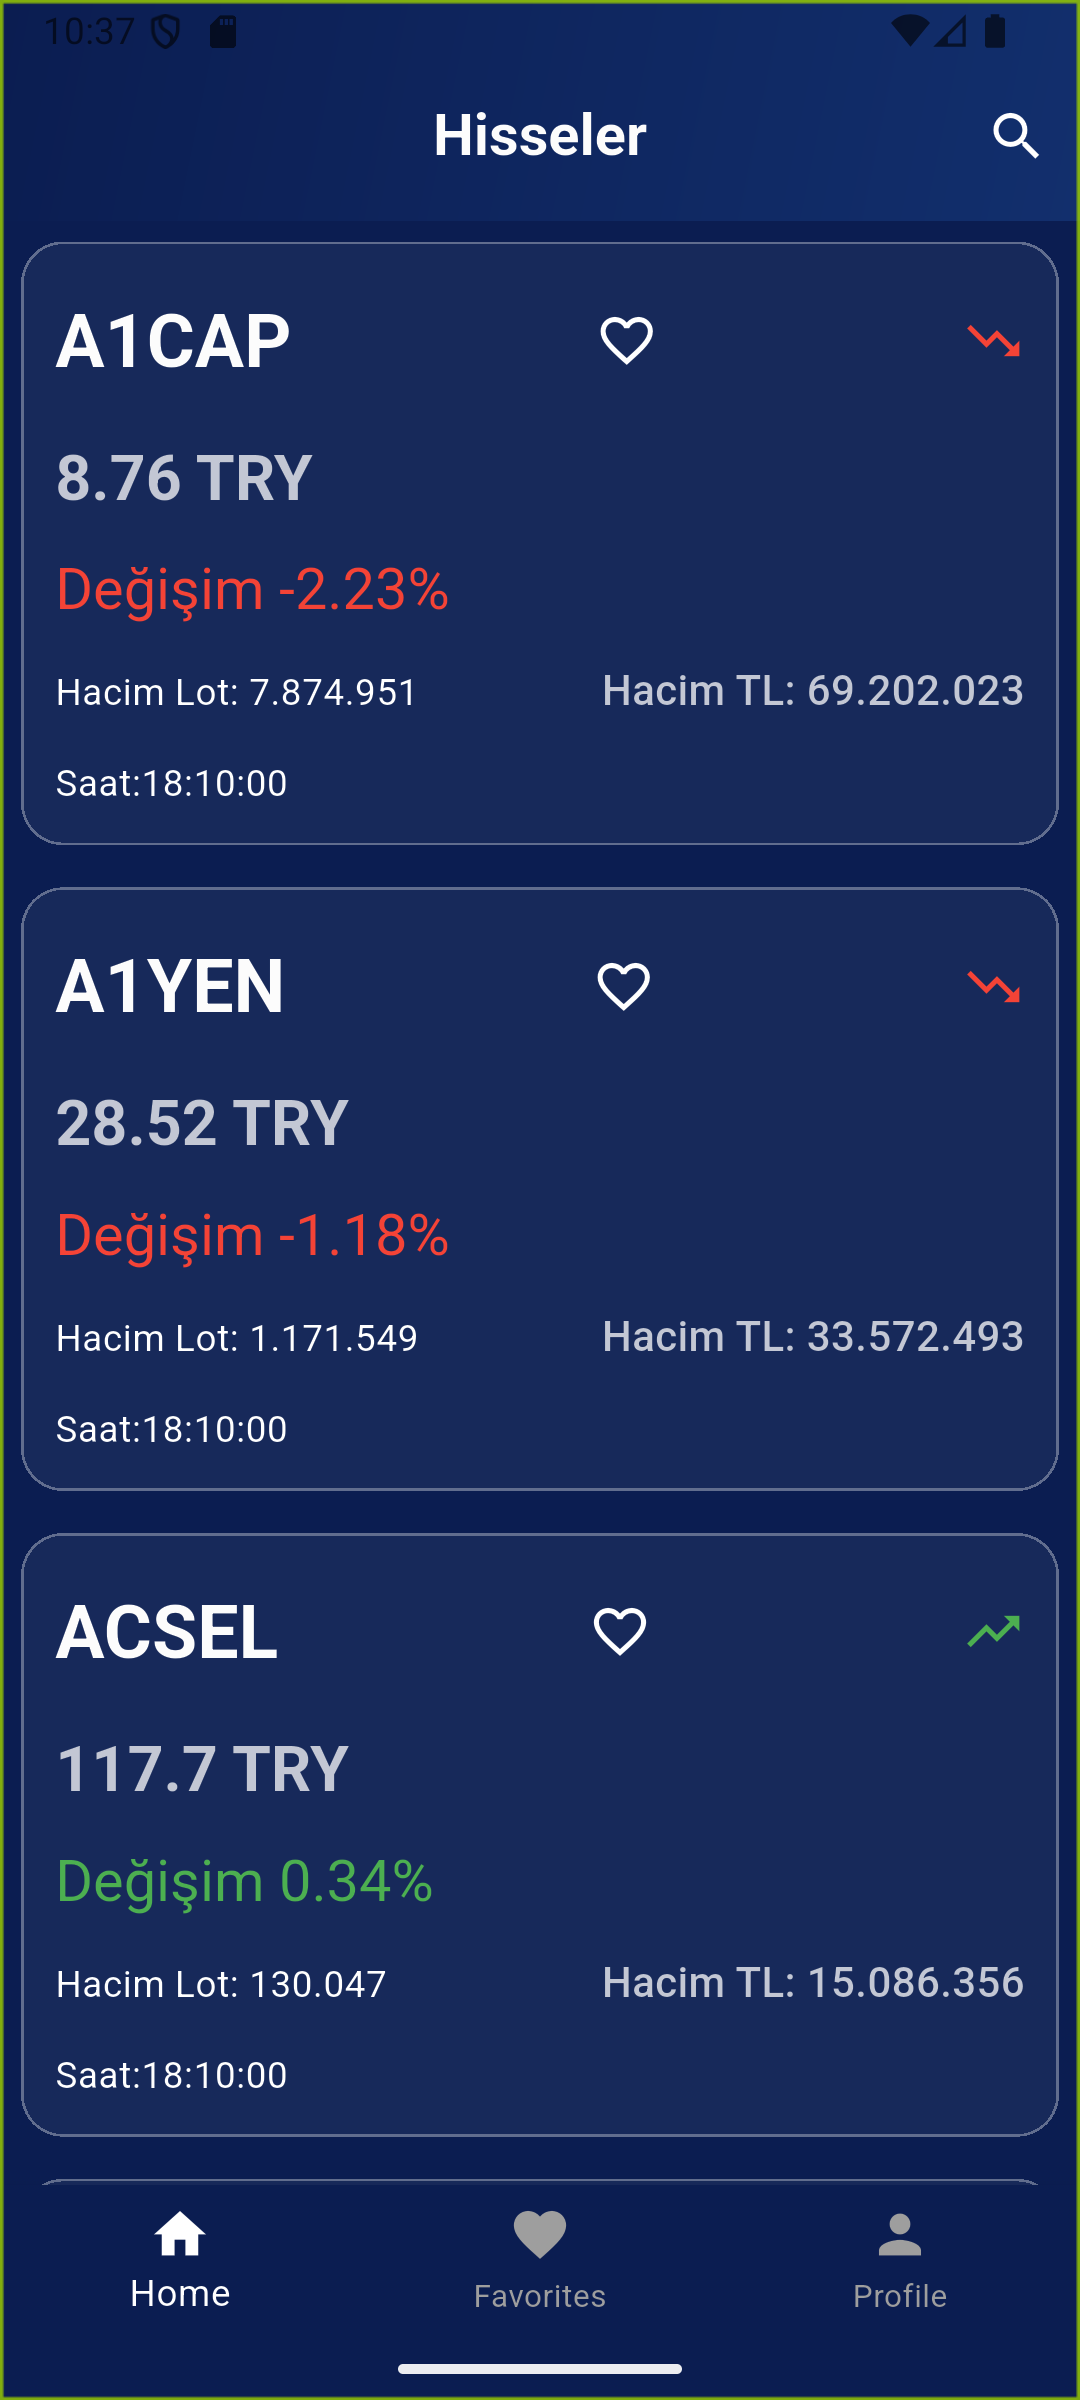 10:37
Hisseler
A1CAP
8.76 TRY
Değişim -2.23%
Hacim Lot: 7.874.951 Hacim TL: 69.202.023
Saat:18:10:00
A1YEN
28.52 TRY
Değişim -1.18%
Hacim Lot: 1.171.549 Hacim TL: 33.572.493
Saat:18:10:00
ACSEL
117.7 TRY
Değişim 0.34%
Hacim Lot: 130.047 Hacim TL: 15.086.356
Saat:18:10:00
Home Favorites Profile